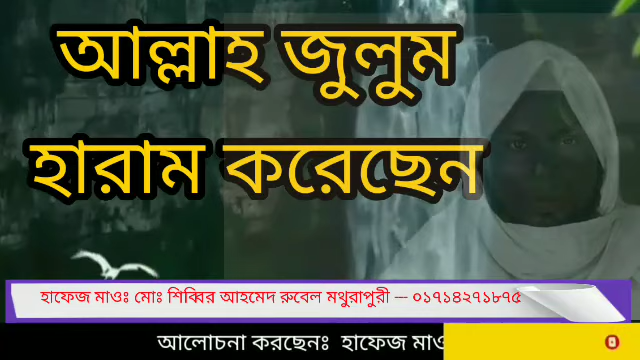 আল্লাহ জুলুম
হারাম করেছেন
হাফেজ মাওঃ মোঃ শিব্বির আহমেদ রুবেল মথুরাপুরী — ০১৭১৪২৭১৮৭৫
আলোচনা করছেনঃ হাফেজ মাও